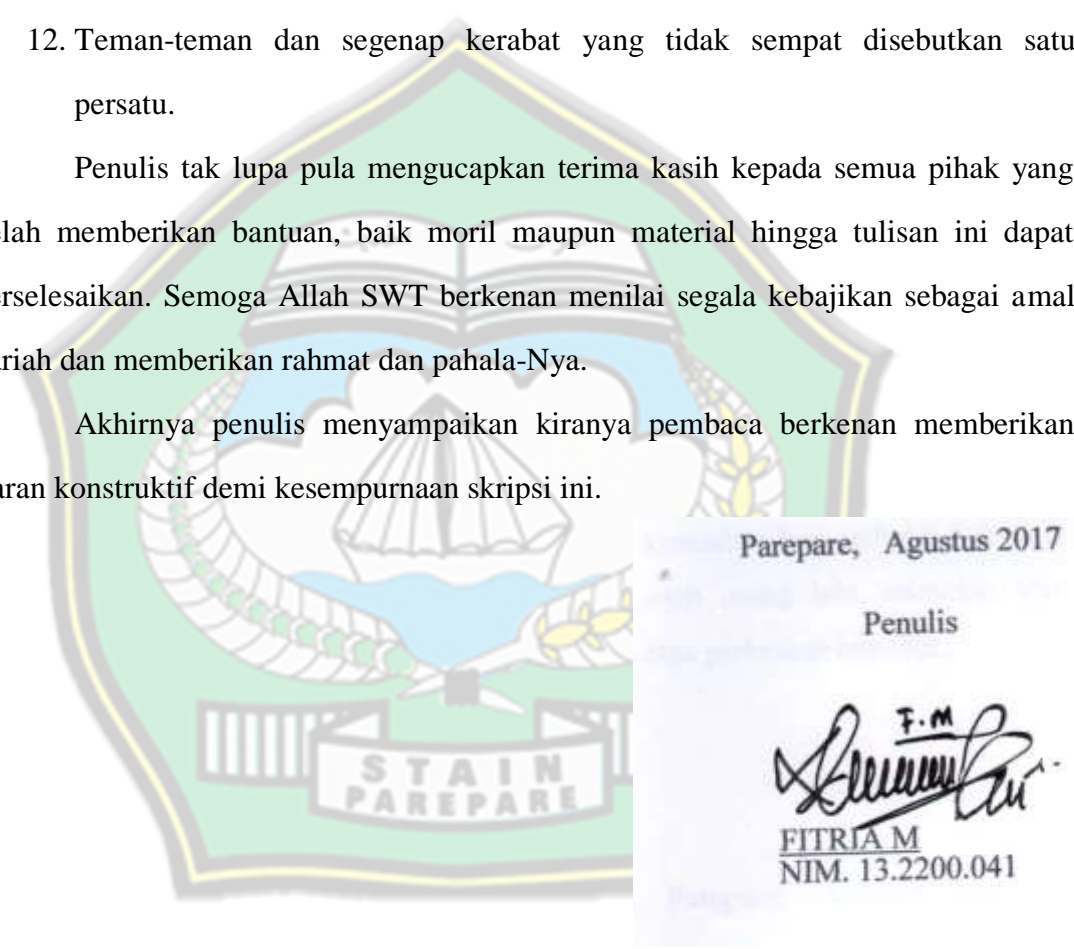 12. Teman-teman dan segenap kerabat yang tidak sempat disebutkan satu
persatu.
Penulis tak lupa pula mengucapkan terima kasih kepada semua pihak yang
elah memberikan bantuan, baik moril maupun material hingga tulisan ini dapat
erselesaikan. Semoga Allah SWT berkenan menilai segala kebajikan sebagai amal
ariah dan memberikan rahmat dan pahala-Nya.
Akhirnya penulis menyampaikan kiranya pembaca berkenan memberikan
aran konstruktif demi kesempurnaan skripsi ini.
Parepare, Agustus 2017
Penulis
F.M
FITRIA M
NIM. 13.2200.041
STAIN
PAREPARE